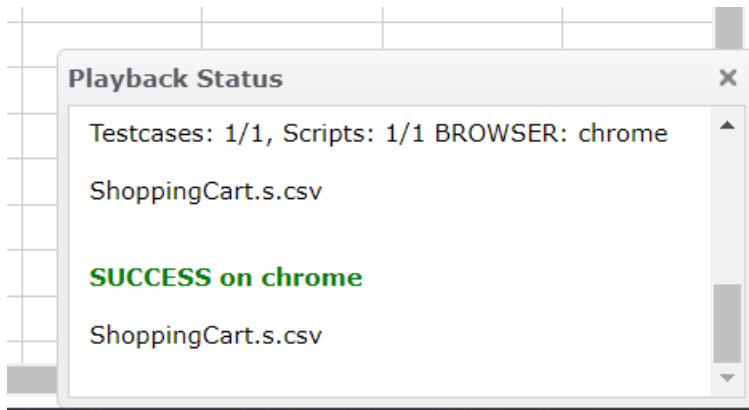 Playback Status
Testcases: 1/1, Scripts: 1/1 BROWSER: chrome
ShoppingCart.s.csv
SUCCESS on chrome
ShoppingCart.s.csv